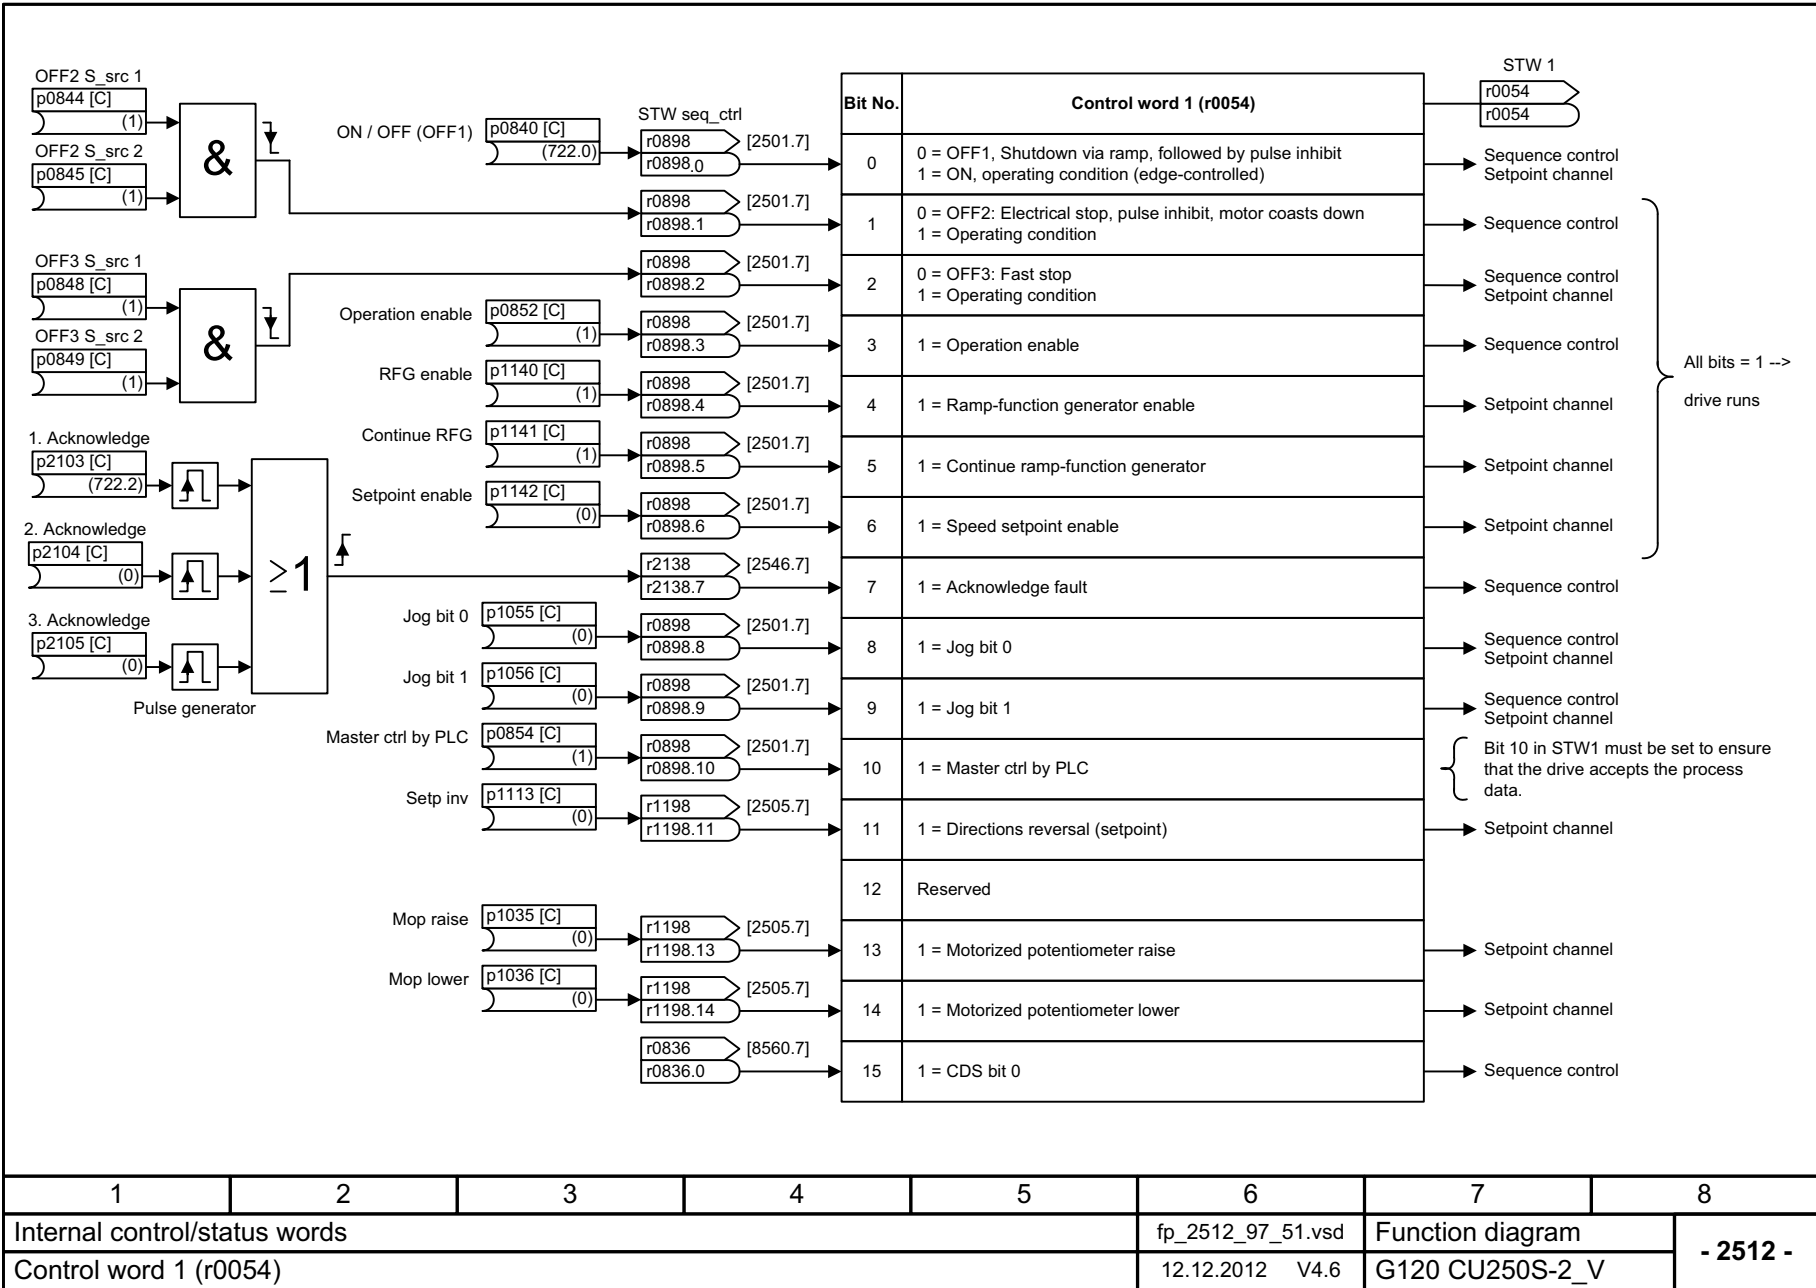 OFF2 S_src 1
p0844 [C]
(1)
OFF2 S_src 2
p0845 [C]
(1)
&
OFF3 S_src 1
p0848 [C]
(1)
OFF3 S_src 2
p0849 [C]
(1)
&
1. Acknowledge
p2103 [C]
(722.2)
2. Acknowledge
p2104 [C]
(0)
3. Acknowledge
p2105 [C]
(0)
≥1
Pulse generator
ON / OFF (OFF1)
p0840 [C]
(722.0)
Operation enable
p0852 [C]
(1)
RFG enable
p1140 [C]
(1)
Continue RFG
p1141 [C]
(1)
Setpoint enable
p1142 [C]
(0)
Jog bit 0
p1055 [C]
(0)
Jog bit 1
p1056 [C]
(0)
Master ctrl by PLC
p0854 [C]
(1)
Setp inv
p1113 [C]
(0)
Mop raise
p1035 [C]
(0)
Mop lower
p1036 [C]
(0)
STW seq_ctrl
r0898 [2501.7]
r0898.0
r0898 [2501.7]
r0898.1
r0898 [2501.7]
r0898.2
r0898 [2501.7]
r0898.3
r0898 [2501.7]
r0898.4
r0898 [2501.7]
r0898.5
r0898 [2501.7]
r0898.6
r2138 [2546.7]
r2138.7
r0898 [2501.7]
r0898.8
r0898 [2501.7]
r0898.9
r0898 [2501.7]
r0898.10
r1198 [2505.7]
r1198.11
r1198 [2505.7]
r1198.13
r1198 [2505.7]
r1198.14
r0836 [8560.7]
r0836.0
Bit No. Control word 1 (r0054)
0 0 = OFF1, Shutdown via ramp, followed by pulse inhibit
1 = ON, operating condition (edge-controlled)
1 0 = OFF2: Electrical stop, pulse inhibit, motor coasts down
1 = Operating condition
2 0 = OFF3: Fast stop
1 = Operating condition
3 1 = Operation enable
4 1 = Ramp-function generator enable
5 1 = Continue ramp-function generator
6 1 = Speed setpoint enable
7 1 = Acknowledge fault
8 1 = Jog bit 0
9 1 = Jog bit 1
10 1 = Master ctrl by PLC
11 1 = Directions reversal (setpoint)
12 Reserved
13 1 = Motorized potentiometer raise
14 1 = Motorized potentiometer lower
15 1 = CDS bit 0
STW 1
r0054
r0054
Sequence control
Setpoint channel
Sequence control
Sequence control
Setpoint channel
Sequence control
Setpoint channel
Setpoint channel
Setpoint channel
Sequence control
Sequence control
Setpoint channel
Sequence control
Setpoint channel
Bit 10 in STW1 must be set to ensure
that the drive accepts the process
data.
Setpoint channel
Setpoint channel
Setpoint channel
Sequence control
All bits = 1 -->
drive runs
1 2 3 4 5 6 7 8
Internal control/status words fp_2512_97_51.vsd Function diagram
Control word 1 (r0054) 12.12.2012 V4.6 G120 CU250S-2_V
- 2512 -